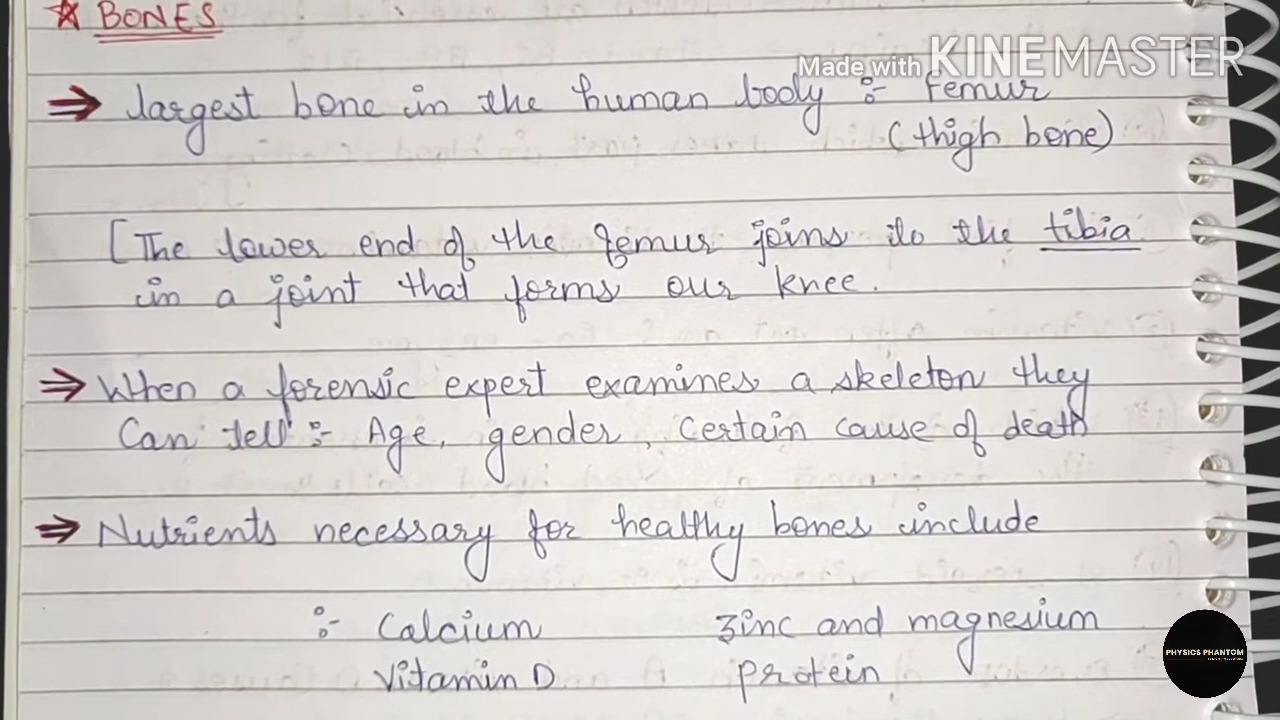 ★ BONES
Made with KINEMASTER
⇒ largest bone in the human body :- Femur
(thigh bone)
[The lower end of the femur joins to the tibia
in a joint that forms our knee.
⇒ When a forensic expert examines a skeleton they
Can tell :- Age, gender, Certain cause of death
⇒ Nutrients necessary for healthy bones include
:- Calcium zinc and magnesium
Vitamin D protein
PHYSICS PHANTOM